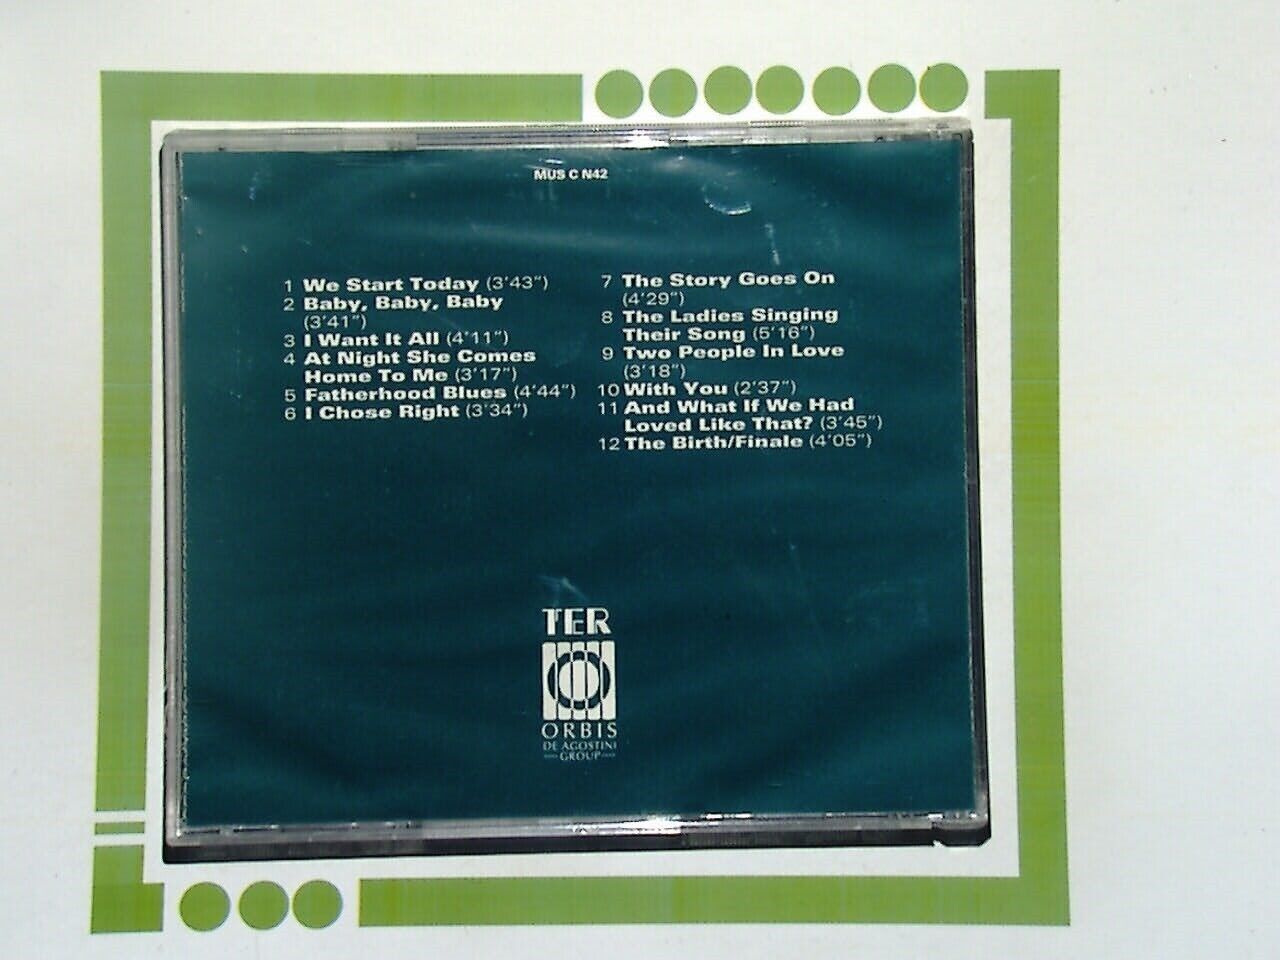 MUS C N42
1 We Start Today (3'43")
2 Baby, Baby, Baby
(3'41")
3 I Want It All (4'11")
4 At Night She Comes
Home To Me (3'17")
5 Fatherhood Blues (4'44")
6 I Chose Right (3'34")
7 The Story Goes On
(4'29")
8 The Ladies Singing
Their Song (5'16")
9 Two People In Love
(3'18")
10 With You (2'37")
11 And What If We Had
Loved Like That? (3'45")
12 The Birth/Finale (4'05")
TER
ORBIS
DE AGOSTINI
GROUP